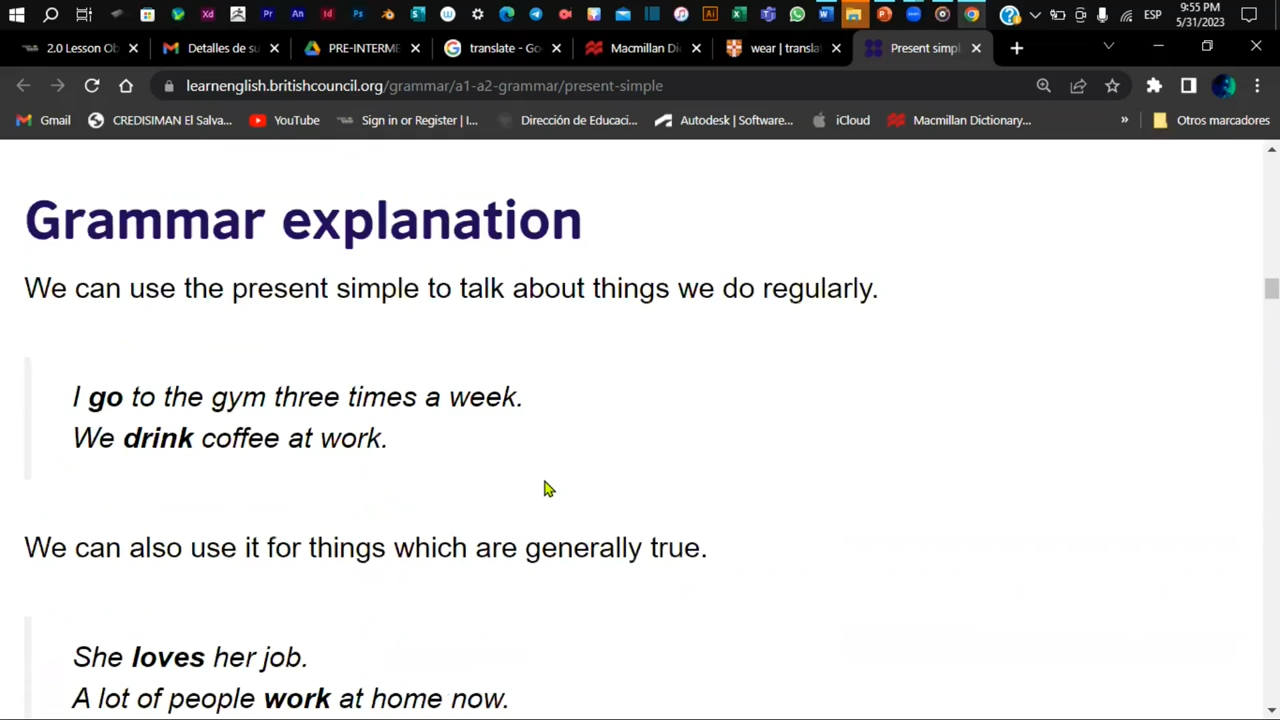 9:55 PM
ESP
5/31/2023
2.0 Lesson Ob
Detalles de su
PRE-INTERME
translate - Go
Macmillan Di
wear | transla
Present simpl
learnenglish.britishcouncil.org/grammar/a1-a2-grammar/present-simple
Gmail
CREDISIMAN El Salva...
YouTube
Sign in or Register | I...
Dirección de Educaci...
Autodesk | Software...
iCloud
Macmillan Dictionary...
»
Otros marcadores
Grammar explanation
We can use the present simple to talk about things we do regularly.
I go to the gym three times a week.
We drink coffee at work.
We can also use it for things which are generally true.
She loves her job.
A lot of people work at home now.